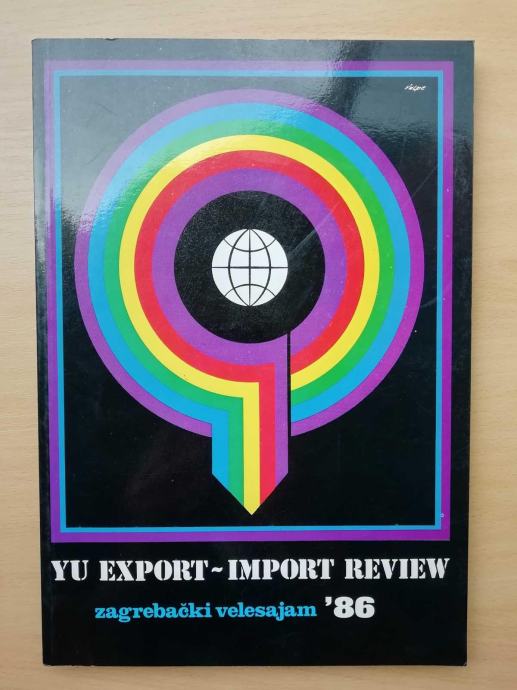 YU EXPORT ~ IMPORT REVIEW
zagrebački velesajam '86